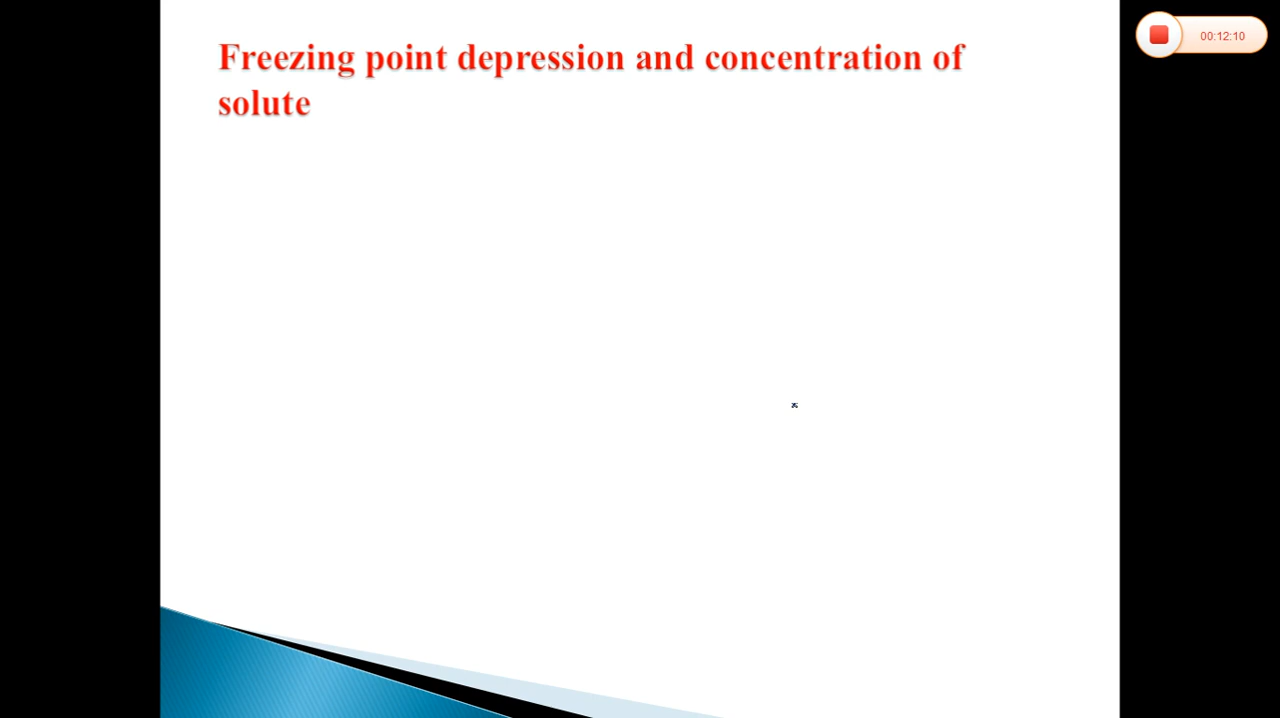 Freezing point depression and concentration of
solute
00:12:10